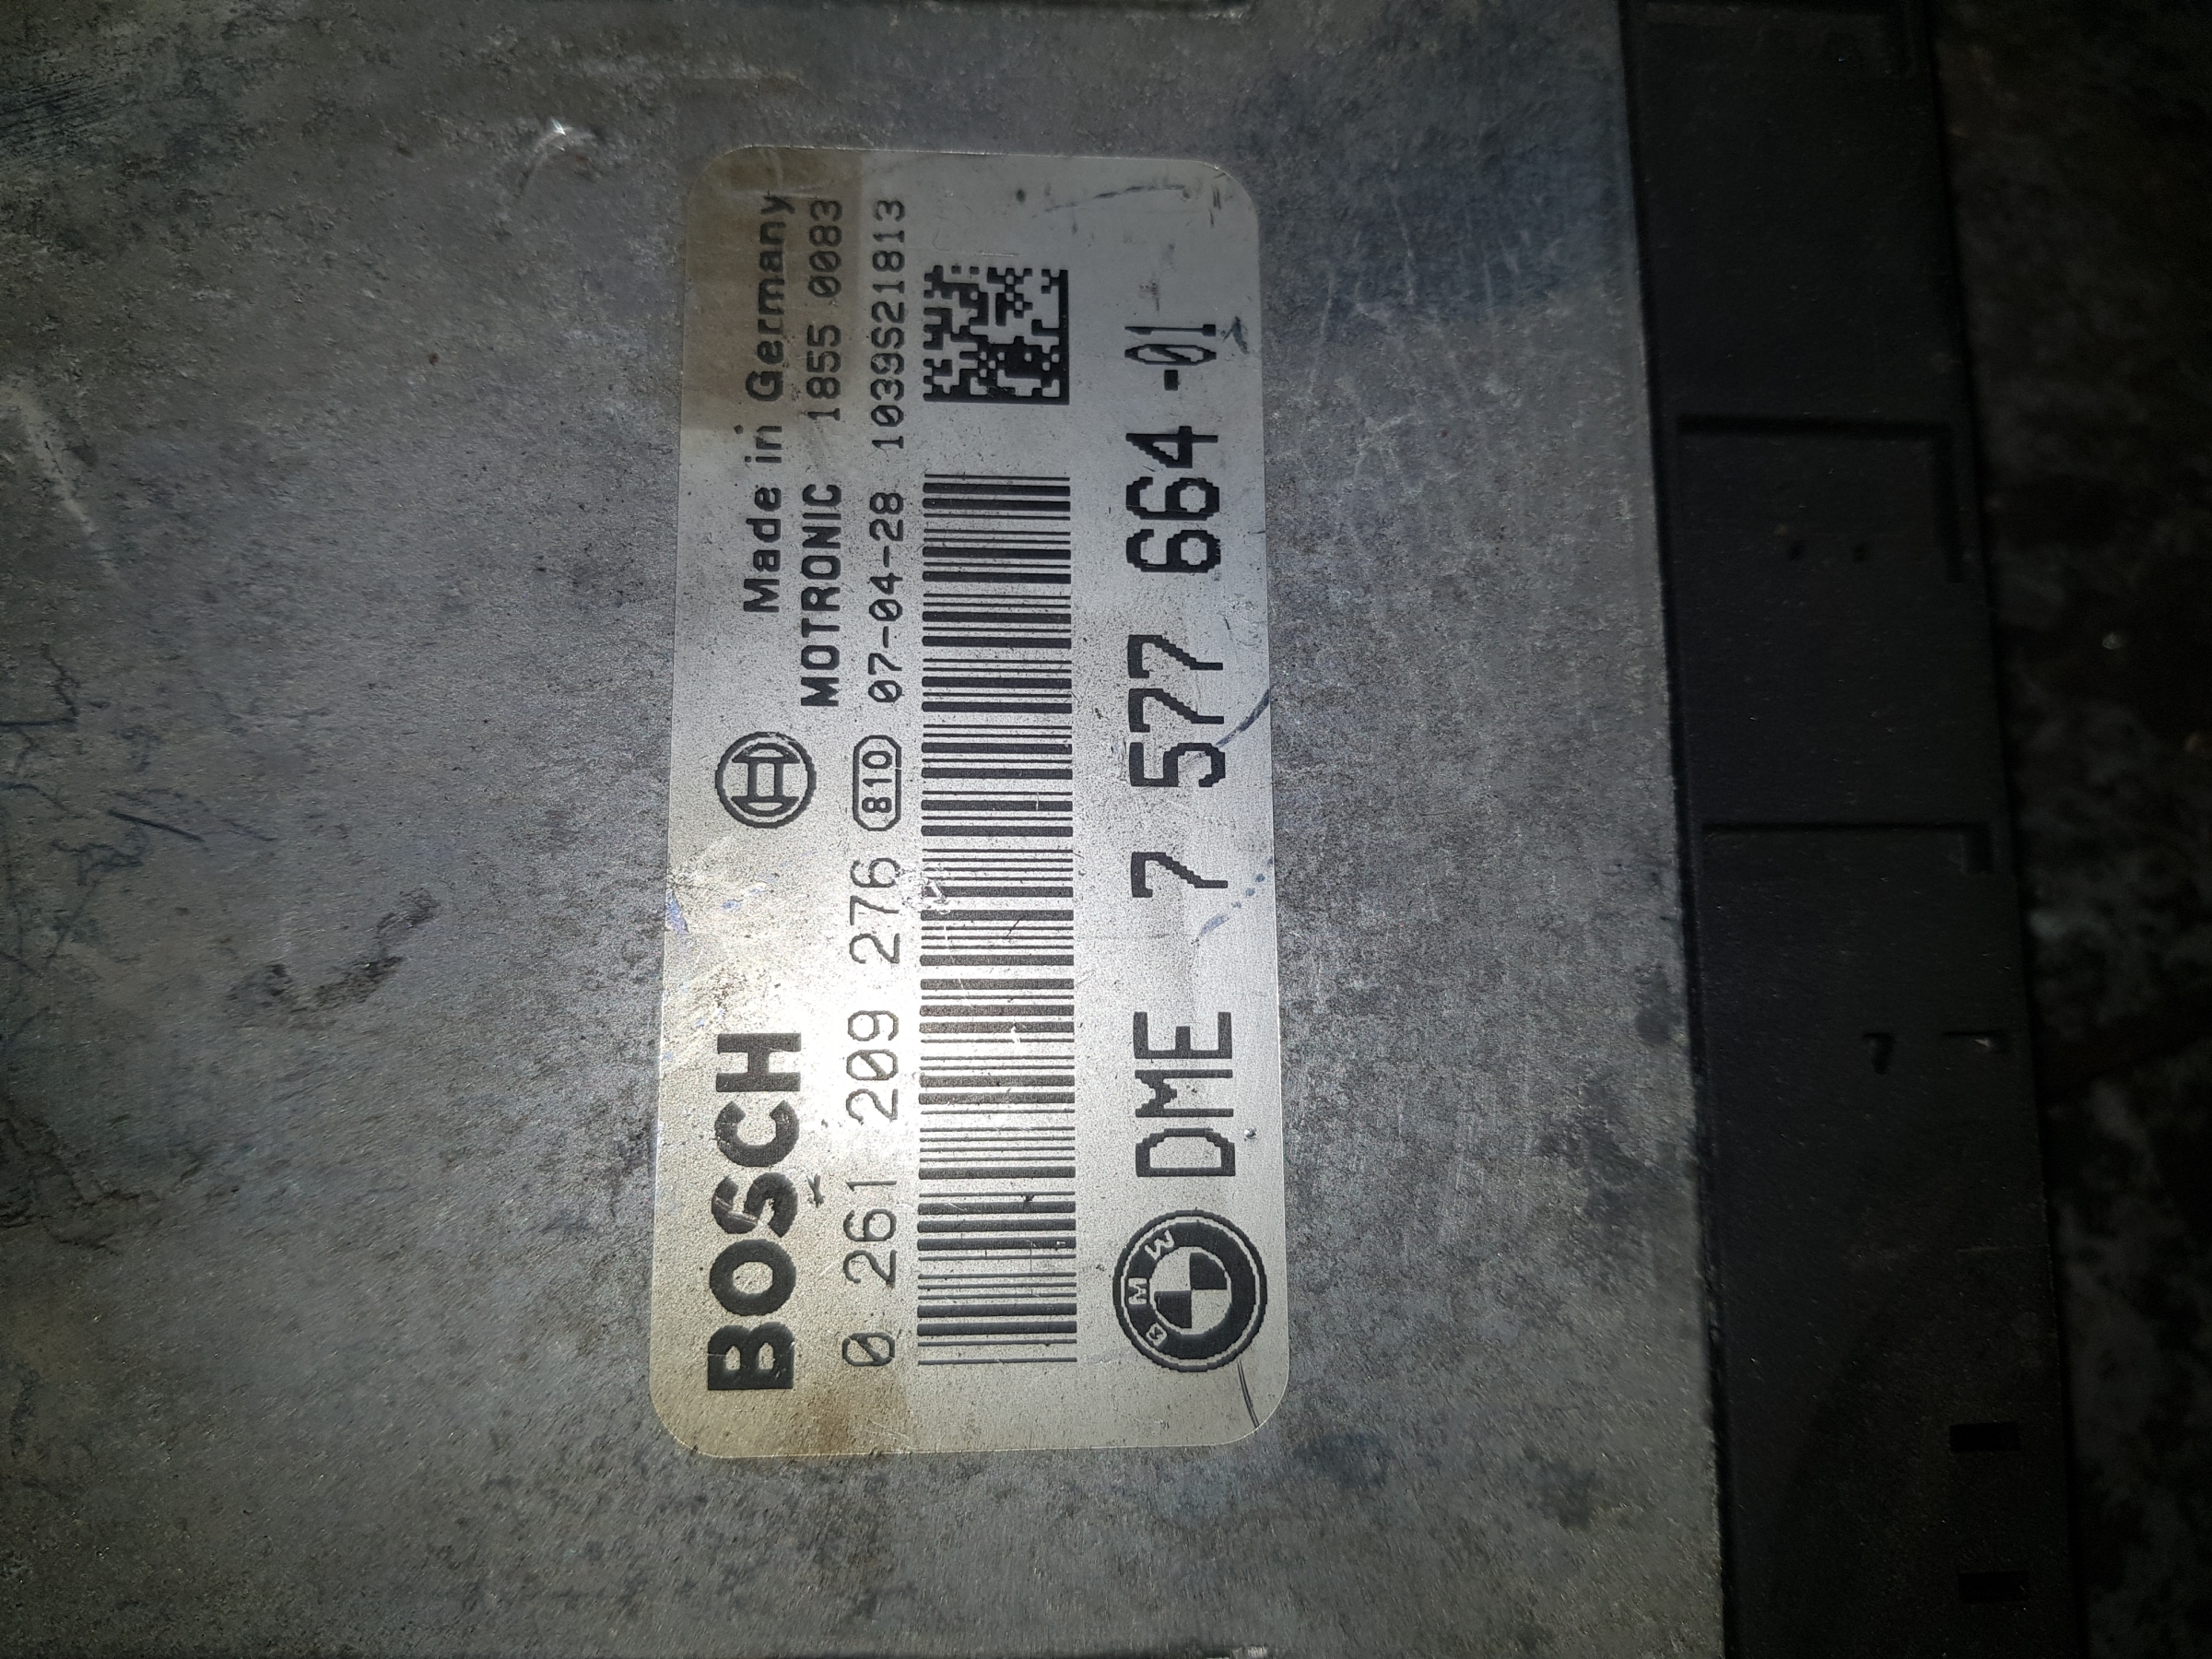 BOSCH
Made in Germany
MOTRONIC 1855 0083
0 261 209 276 810 07-04-28 1039S21813
BMW DME 7 577 664-01